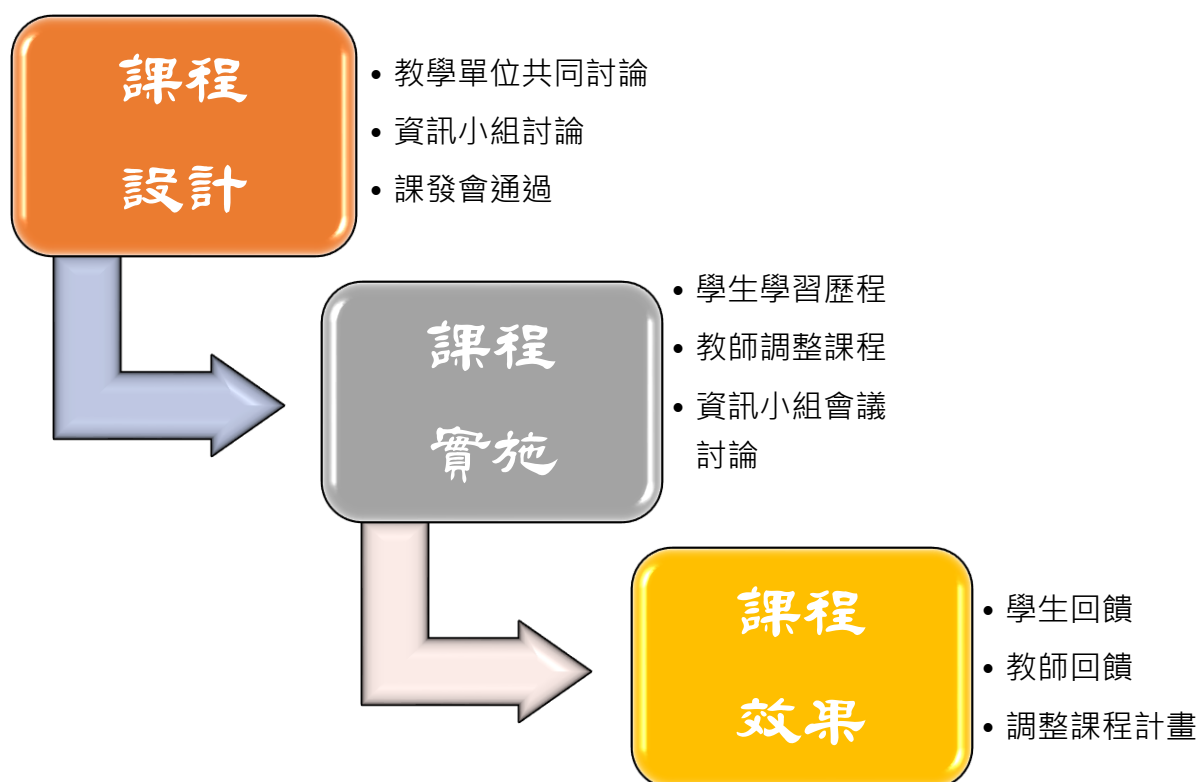 課程
設計
• 教學單位共同討論
• 資訊小組討論
• 課發會通過
課程
實施
• 學生學習歷程
• 教師調整課程
• 資訊小組會議
討論
課程
效果
• 學生回饋
• 教師回饋
• 調整課程計畫